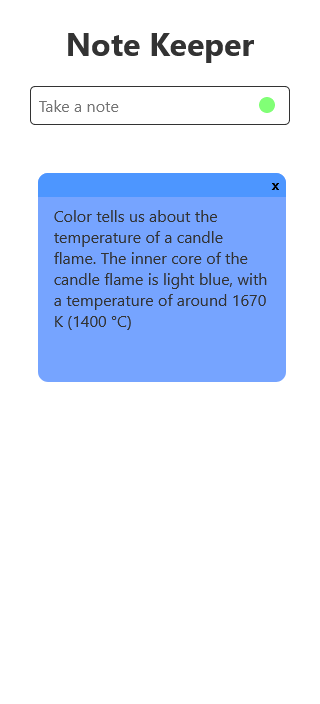 Note Keeper
Take a note
x
Color tells us about the
temperature of a candle
flame. The inner core of the
candle flame is light blue, with
a temperature of around 1670
K (1400 °C)